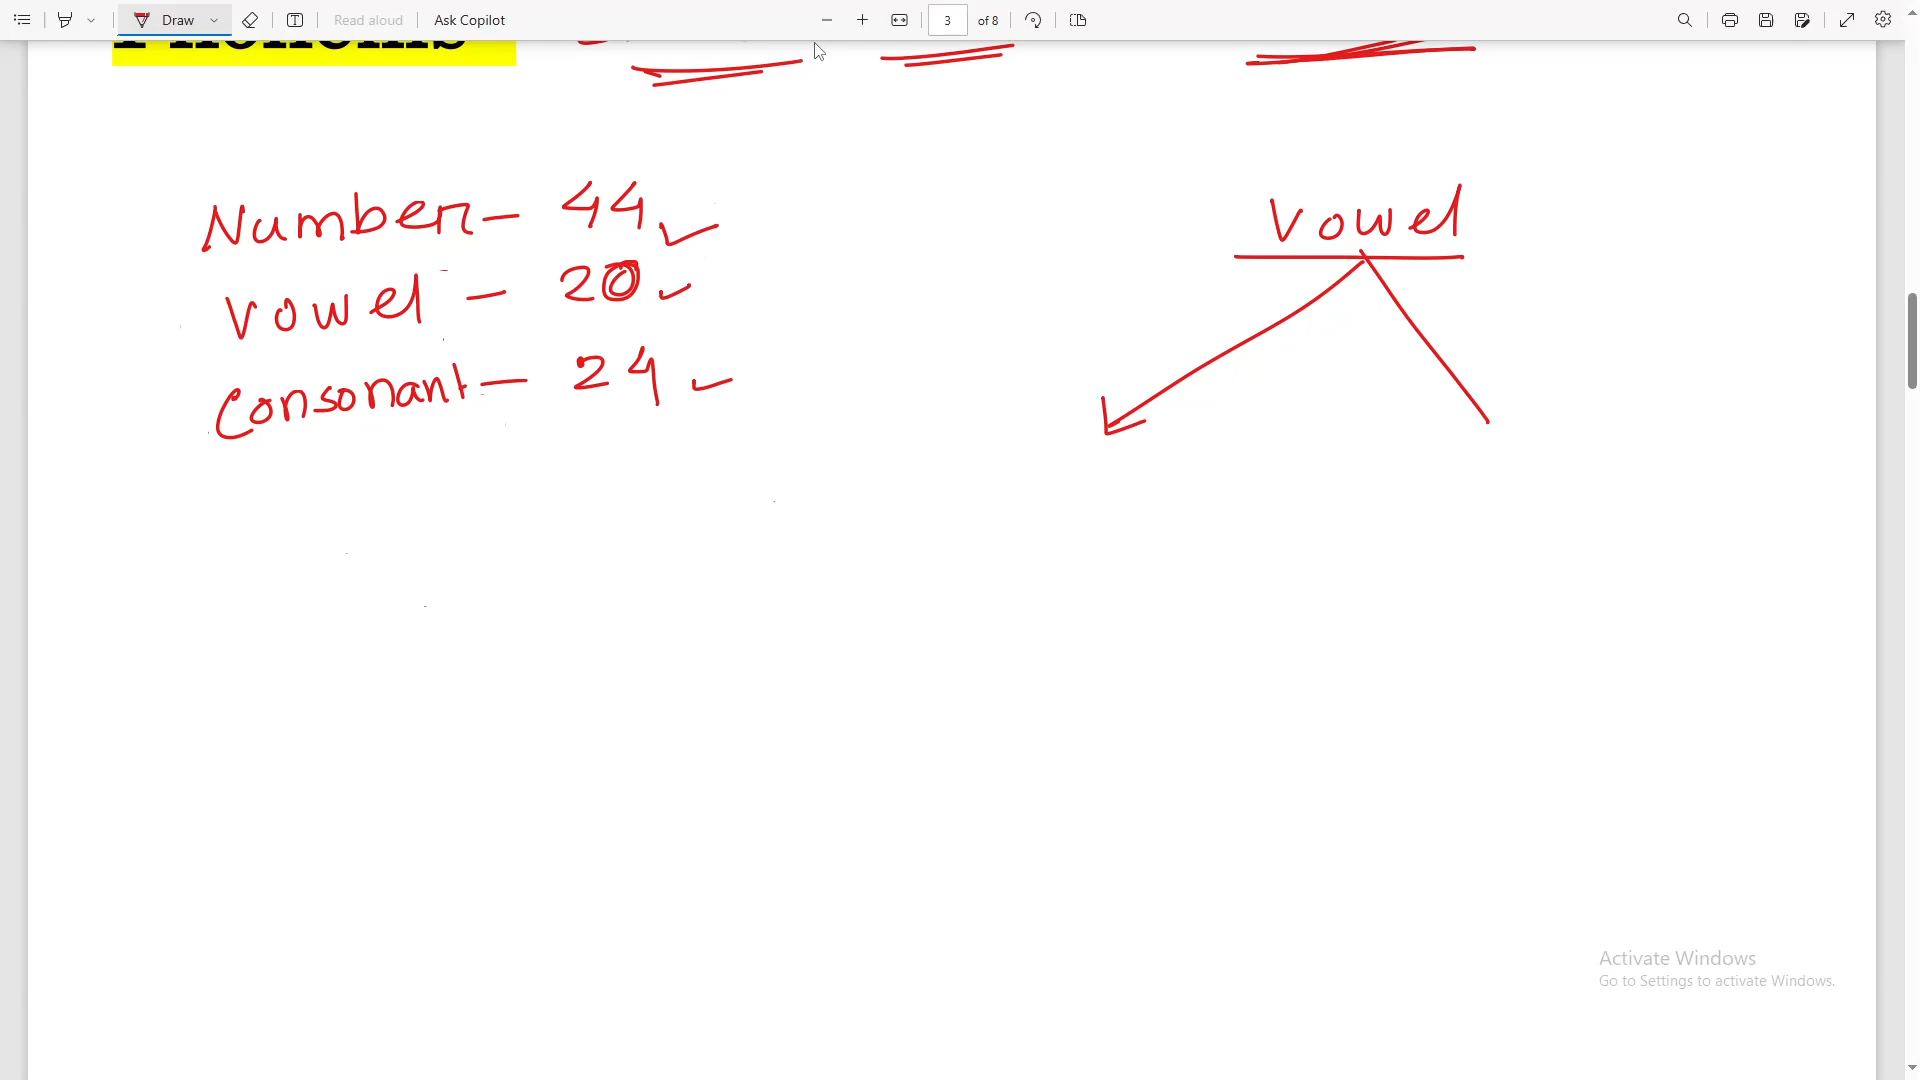 Draw
Read aloud
Ask Copilot
3
of 8
Number - 44
Vowel - 20
Consonant - 24
Vowel
Activate Windows
Go to Settings to activate Windows.